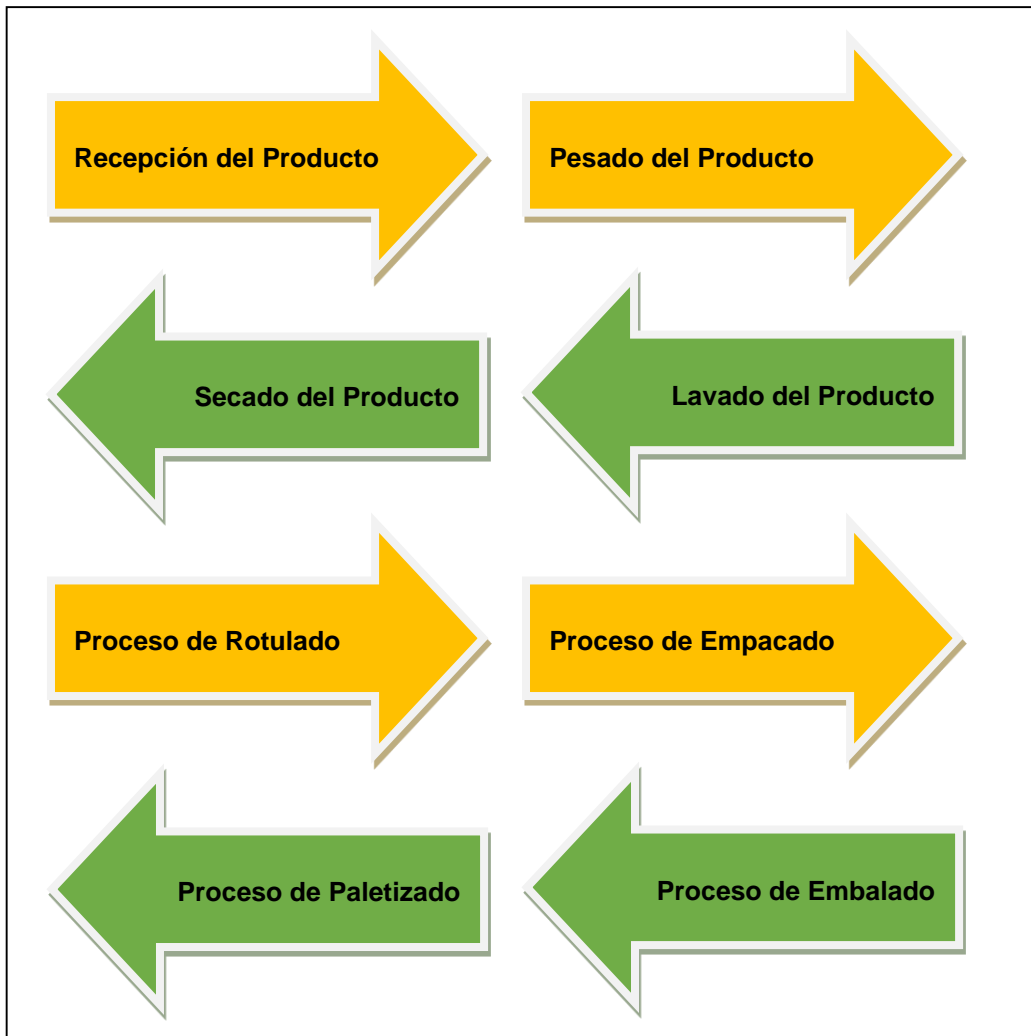 Recepción del Producto
Pesado del Producto
Secado del Producto
Lavado del Producto
Proceso de Rotulado
Proceso de Empacado
Proceso de Paletizado
Proceso de Embalado